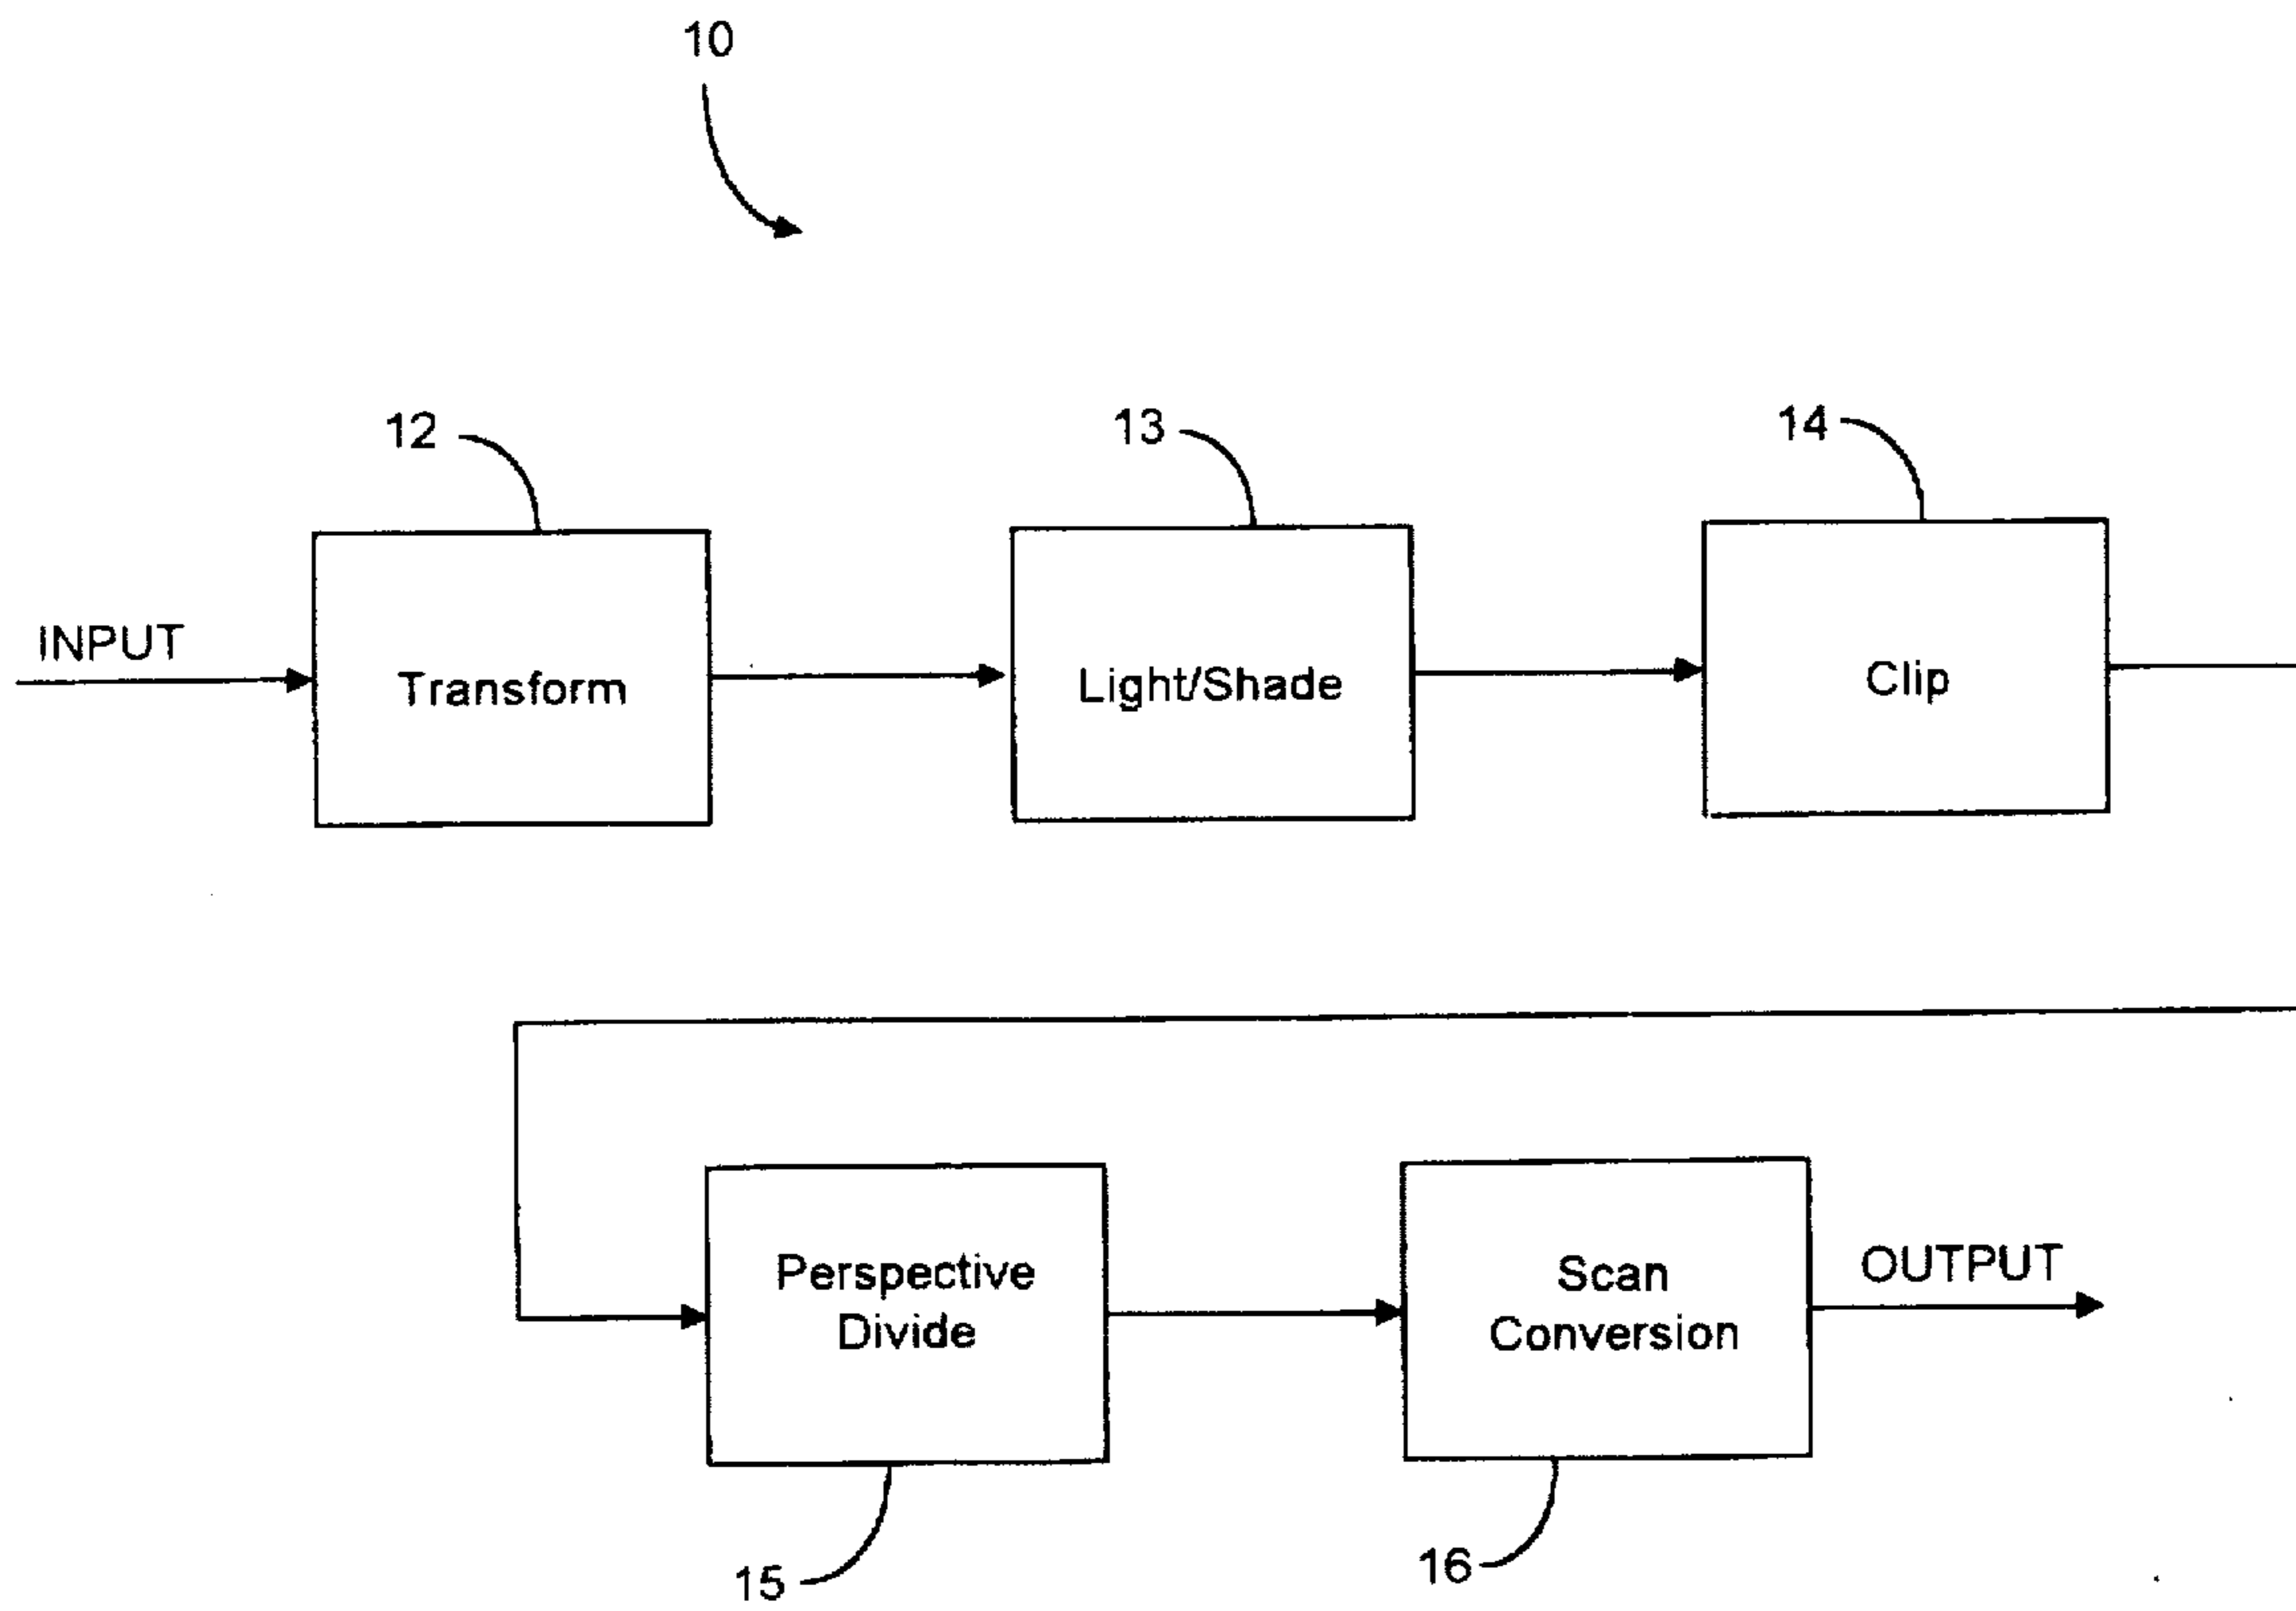 10
12
13
14
INPUT
Transform
Light/Shade
Clip
Perspective
Divide
Scan
Conversion
OUTPUT
15
16